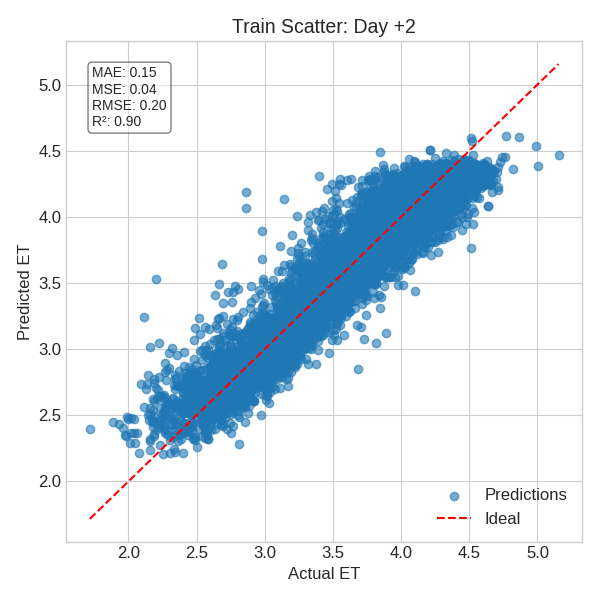 Train Scatter: Day +2
MAE: 0.15
MSE: 0.04
RMSE: 0.20
R²: 0.90
Predicted ET
5.0
4.5
4.0
3.5
3.0
2.5
2.0
Predictions
Ideal
2.0 2.5 3.0 3.5 4.0 4.5 5.0
Actual ET